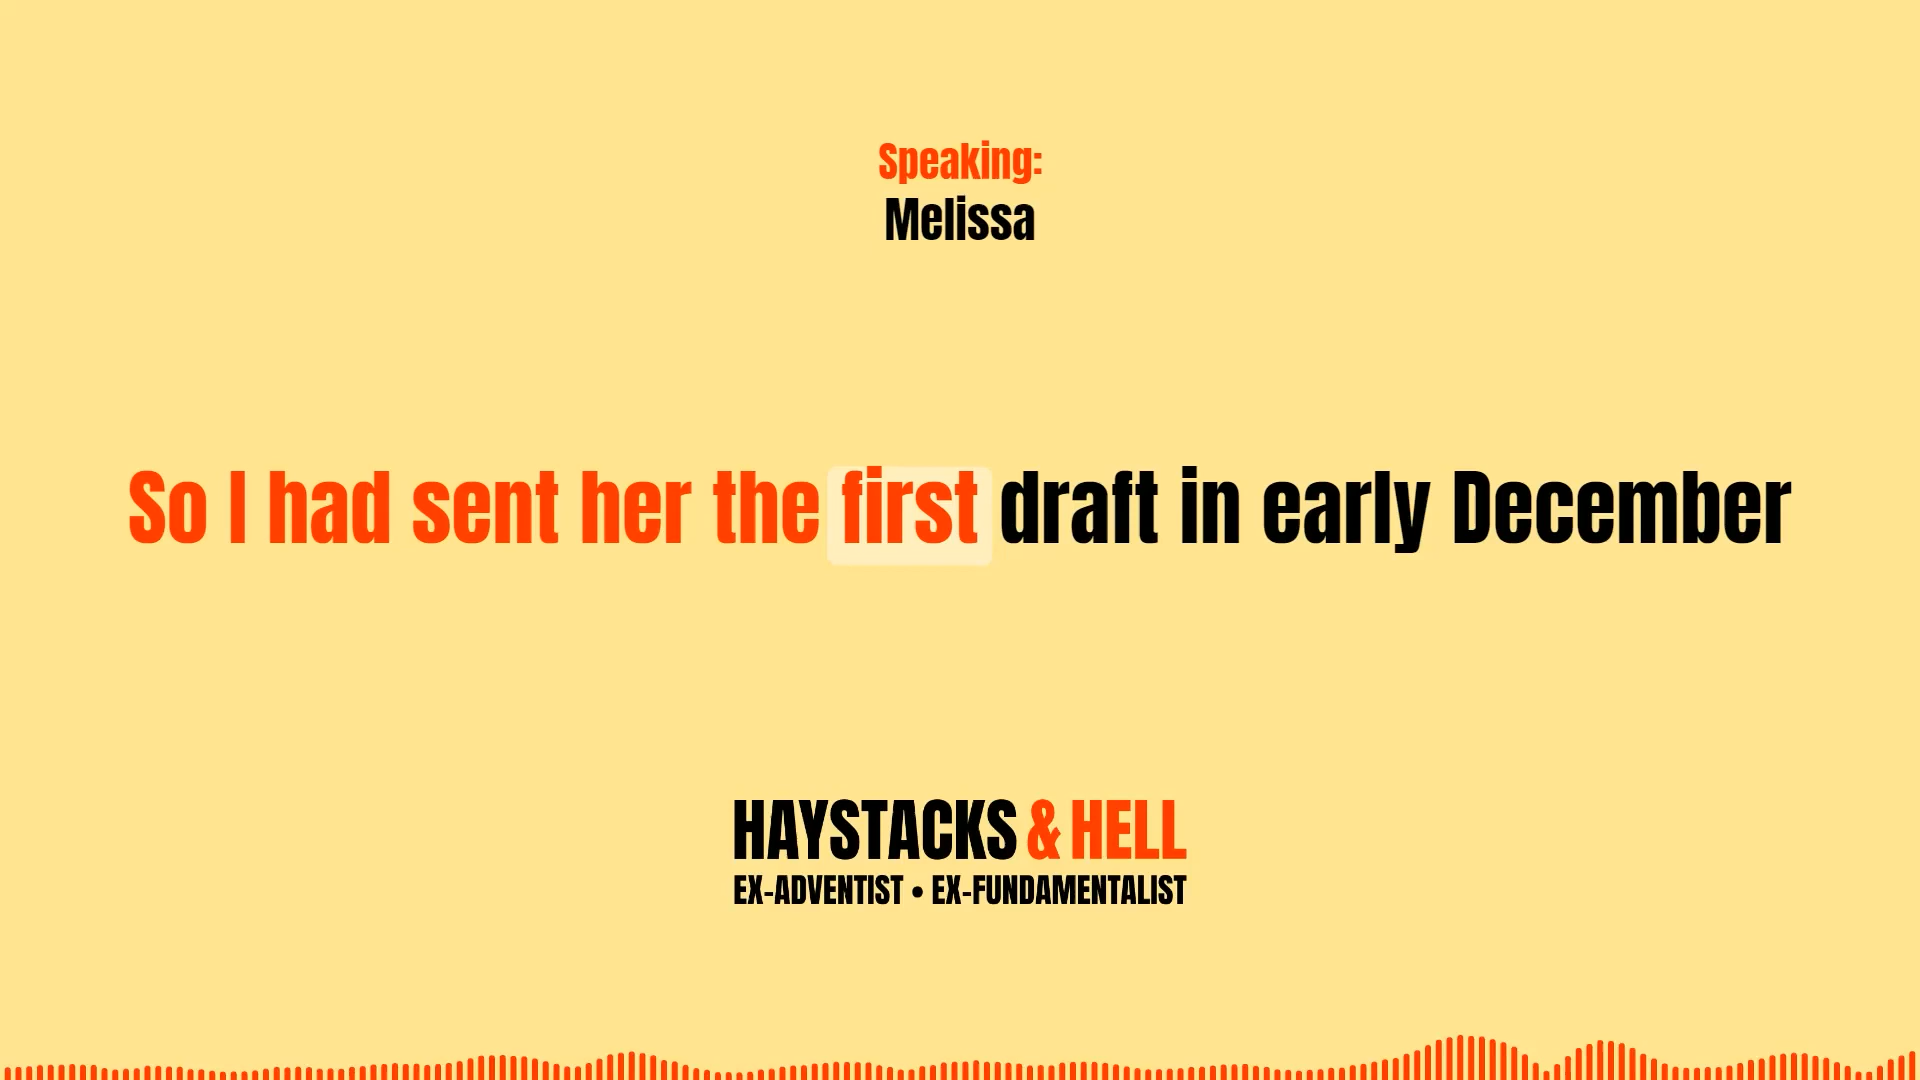 Speaking:
Melissa
So I had sent her the first draft in early December
HAYSTACKS & HELL
EX-ADVENTIST • EX-FUNDAMENTALIST